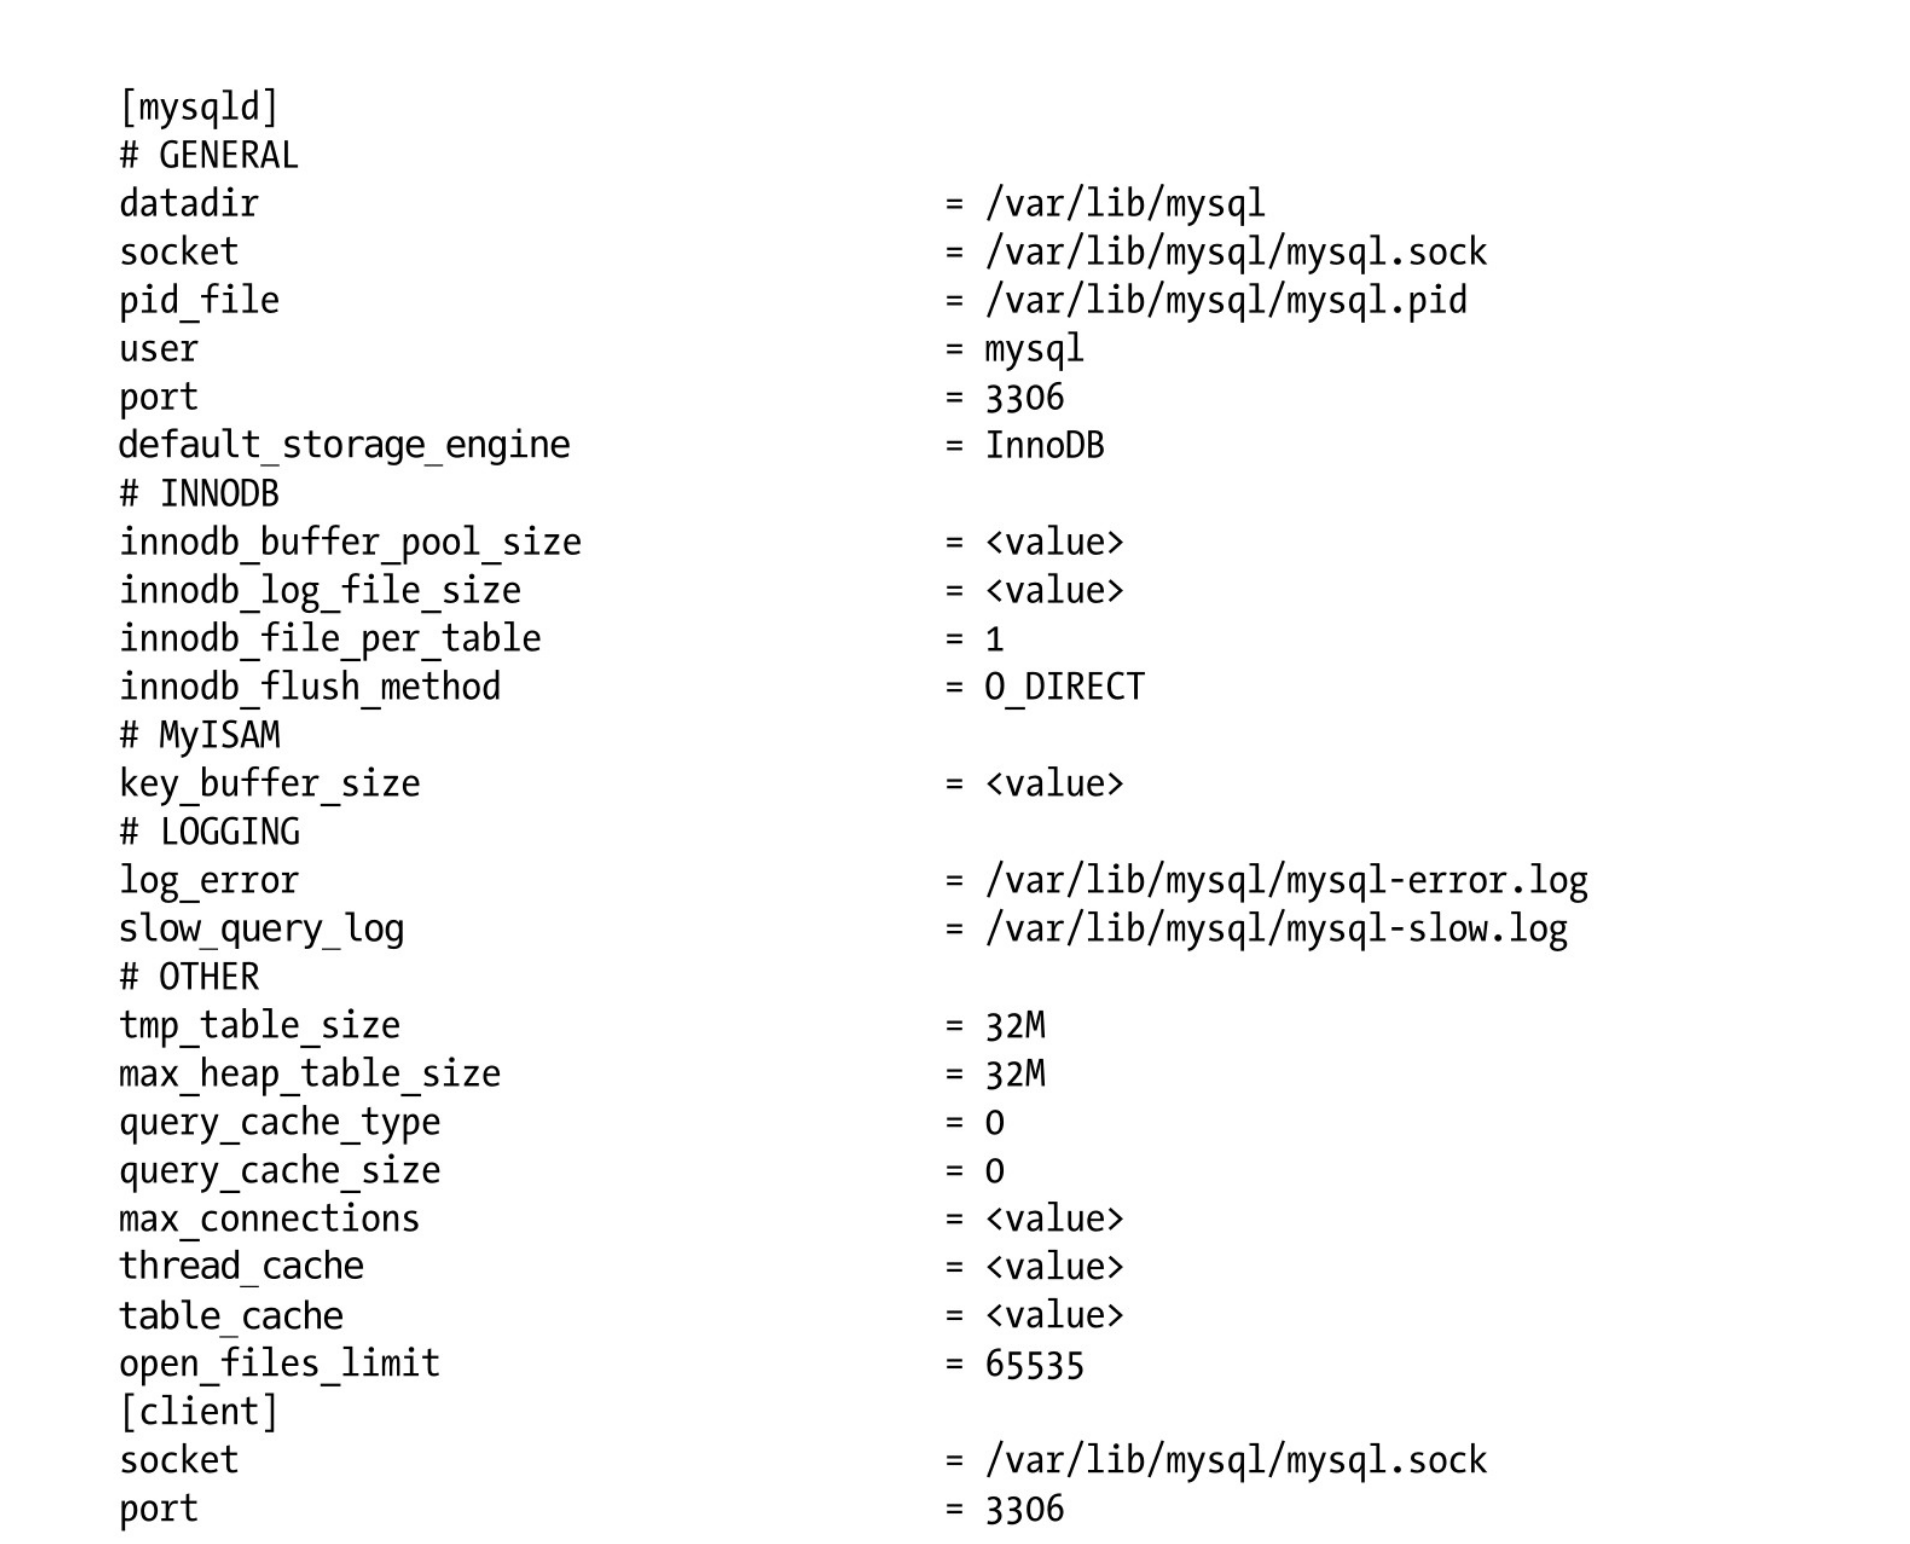 [mysqld]
# GENERAL
datadir = /var/lib/mysql
socket = /var/lib/mysql/mysql.sock
pid_file = /var/lib/mysql/mysql.pid
user = mysql
port = 3306
default_storage_engine = InnoDB
# INNODB
innodb_buffer_pool_size = <value>
innodb_log_file_size = <value>
innodb_file_per_table = 1
innodb_flush_method = O_DIRECT
# MyISAM
key_buffer_size = <value>
# LOGGING
log_error = /var/lib/mysql/mysql-error.log
slow_query_log = /var/lib/mysql/mysql-slow.log
# OTHER
tmp_table_size = 32M
max_heap_table_size = 32M
query_cache_type = 0
query_cache_size = 0
max_connections = <value>
thread_cache = <value>
table_cache = <value>
open_files_limit = 65535
[client]
socket = /var/lib/mysql/mysql.sock
port = 3306